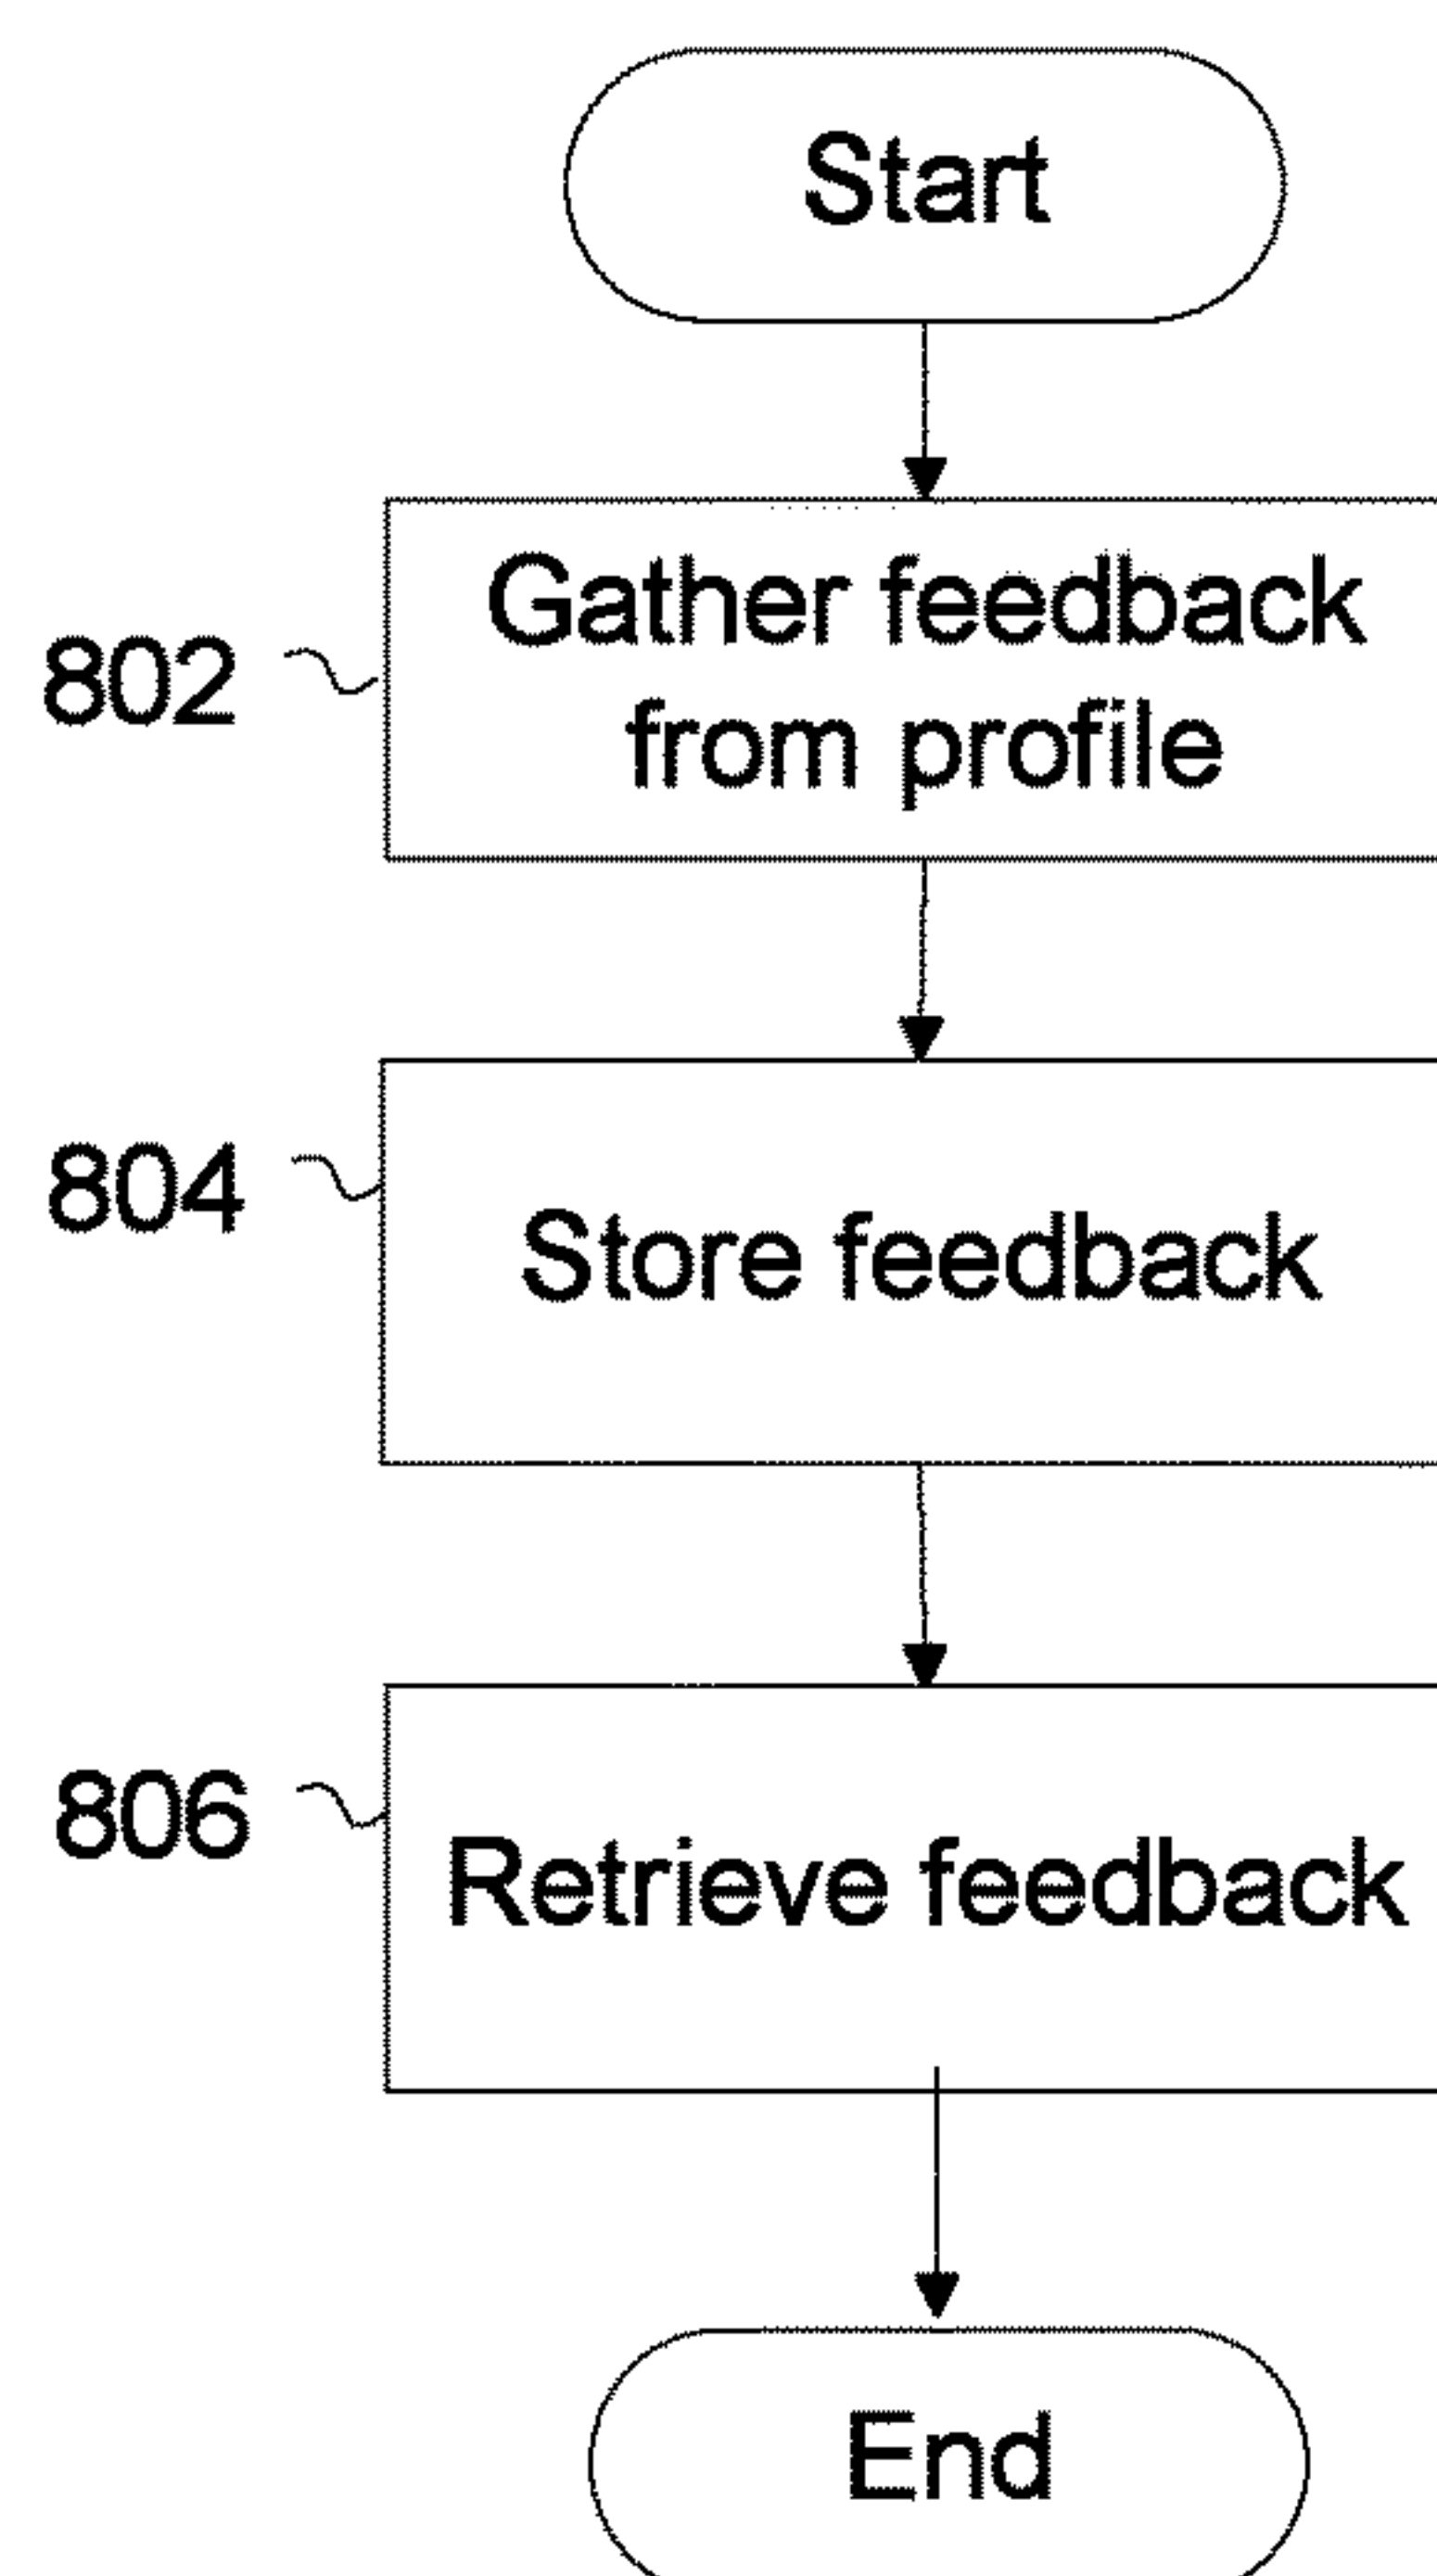 Start
802
Gather feedback
from profile
804
Store feedback
806
Retrieve feedback
End